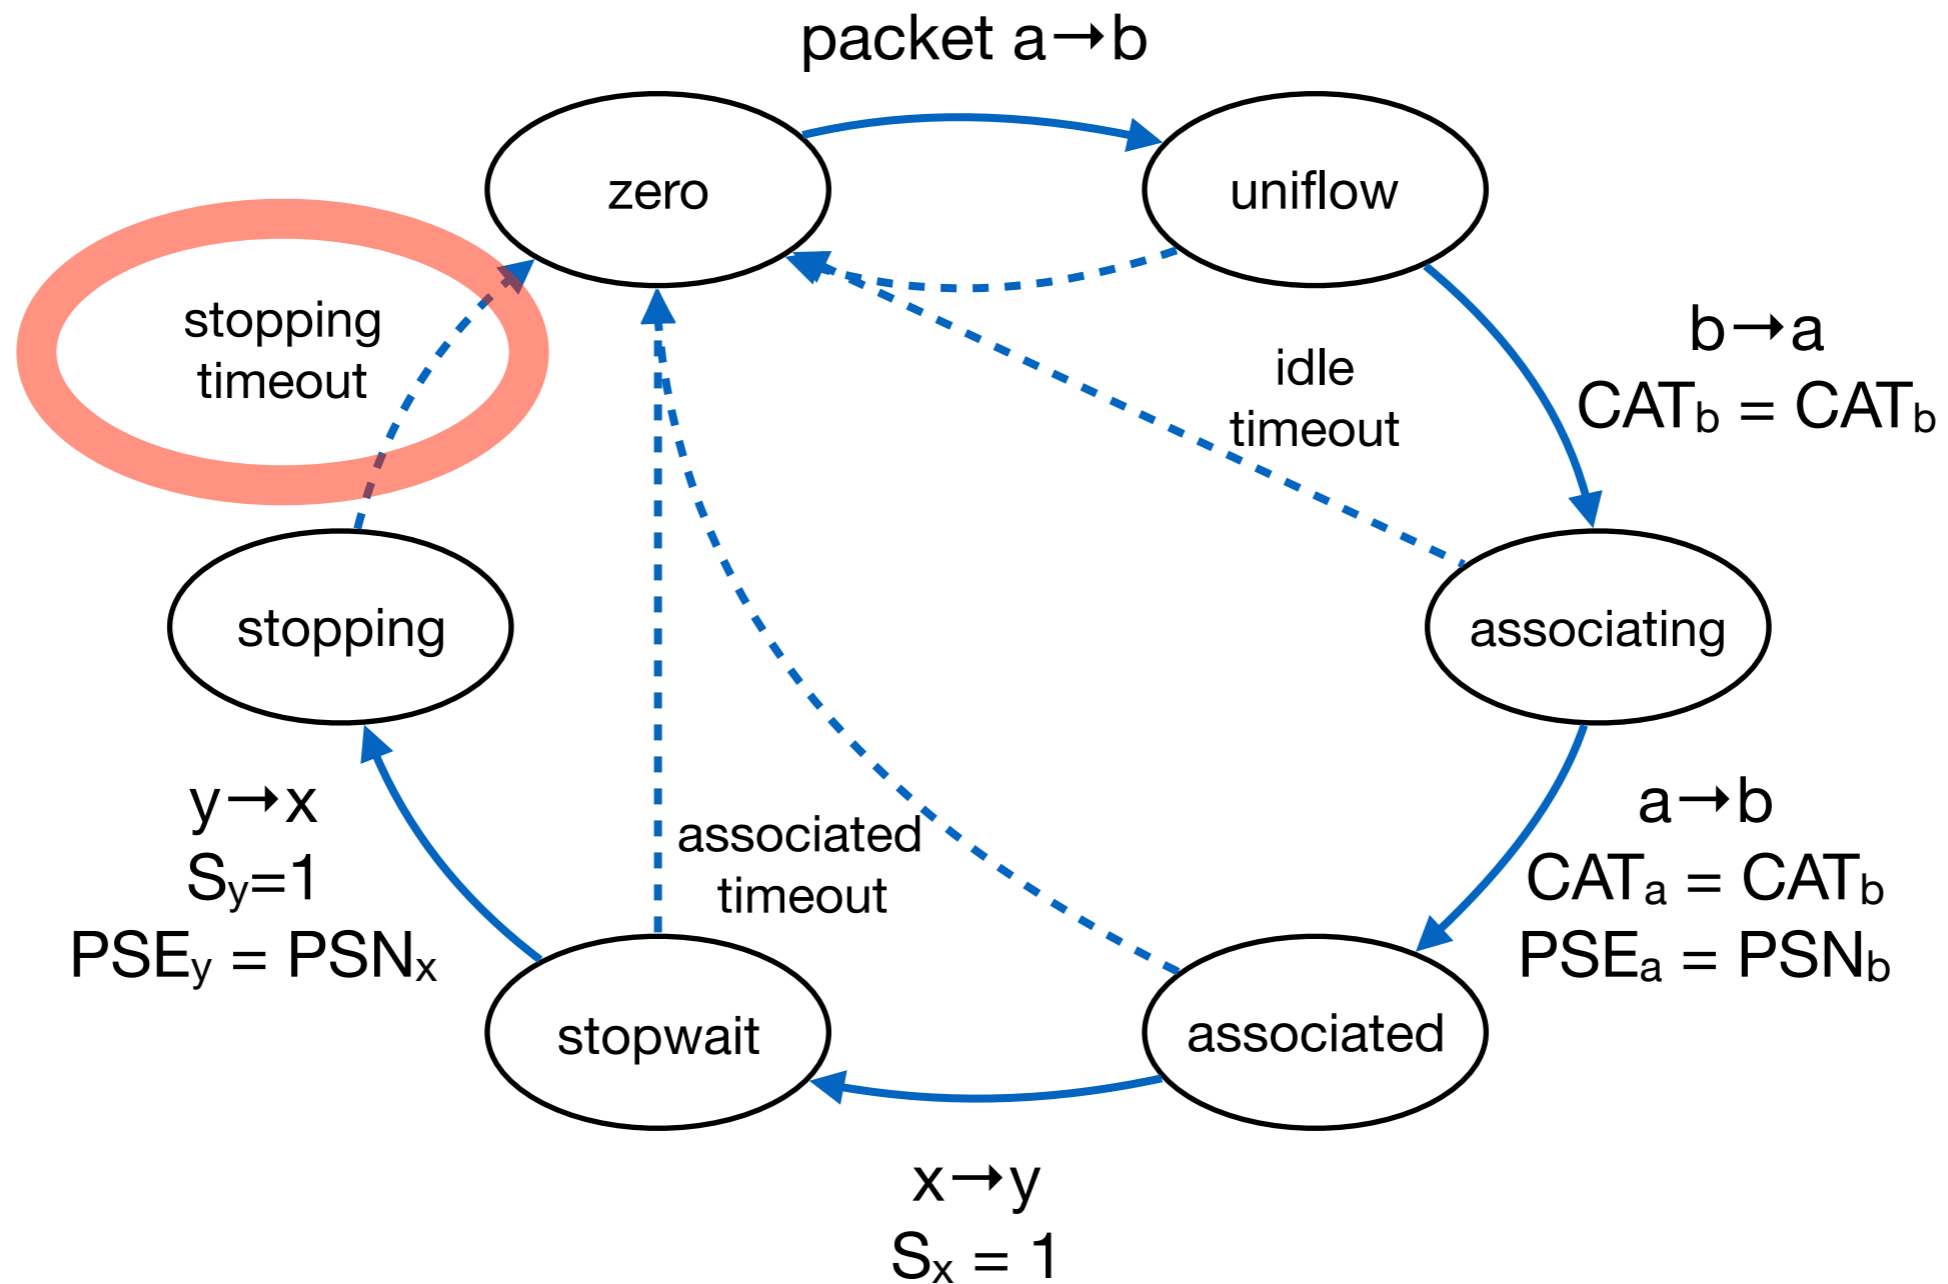 packet a→b
zero
uniflow
stopping
timeout
idle
timeout
b→a
CATb = CATb
stopping
associating
y→x
Sy=1
PSEy = PSNx
associated
timeout
a→b
CATa = CATb
PSEa = PSNb
stopwait
associated
x→y
Sx = 1